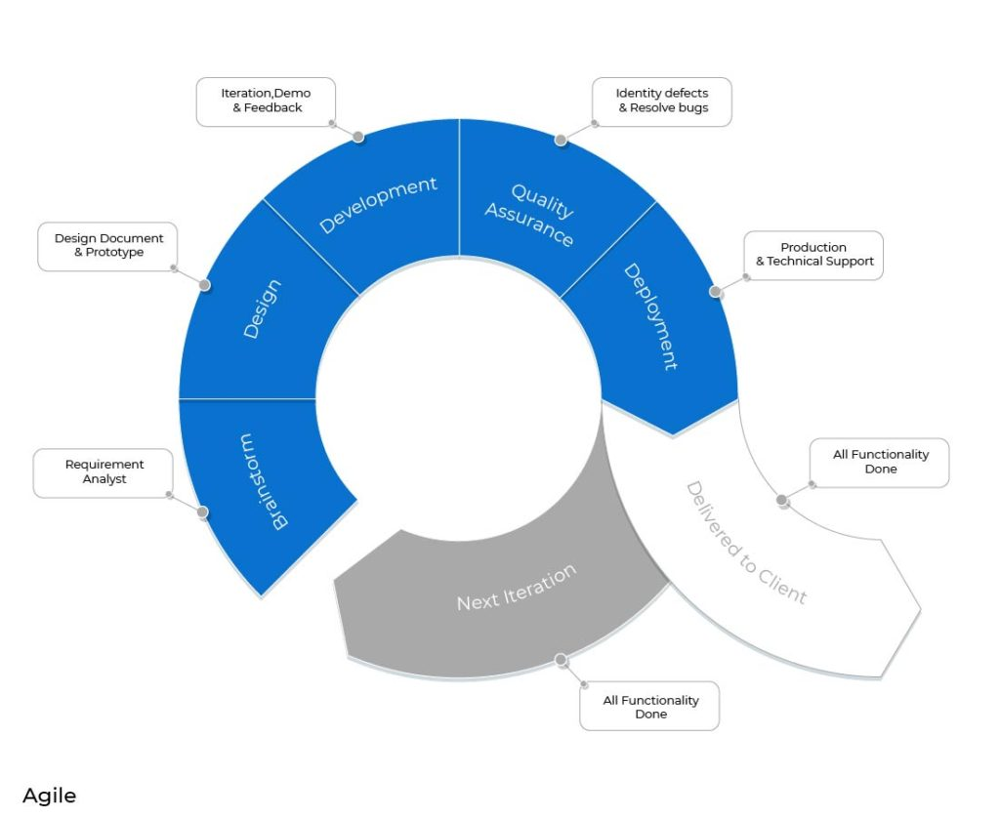 Iteration,Demo
& Feedback
Identity defects
& Resolve bugs
Development
Quality
Assurance
Design Document
& Prototype
Production
& Technical Support
Design
Deployment
Requirement
Analyst
Brainstorm
All Functionality
Done
Delivered to Client
Next Iteration
All Functionality
Done
Agile